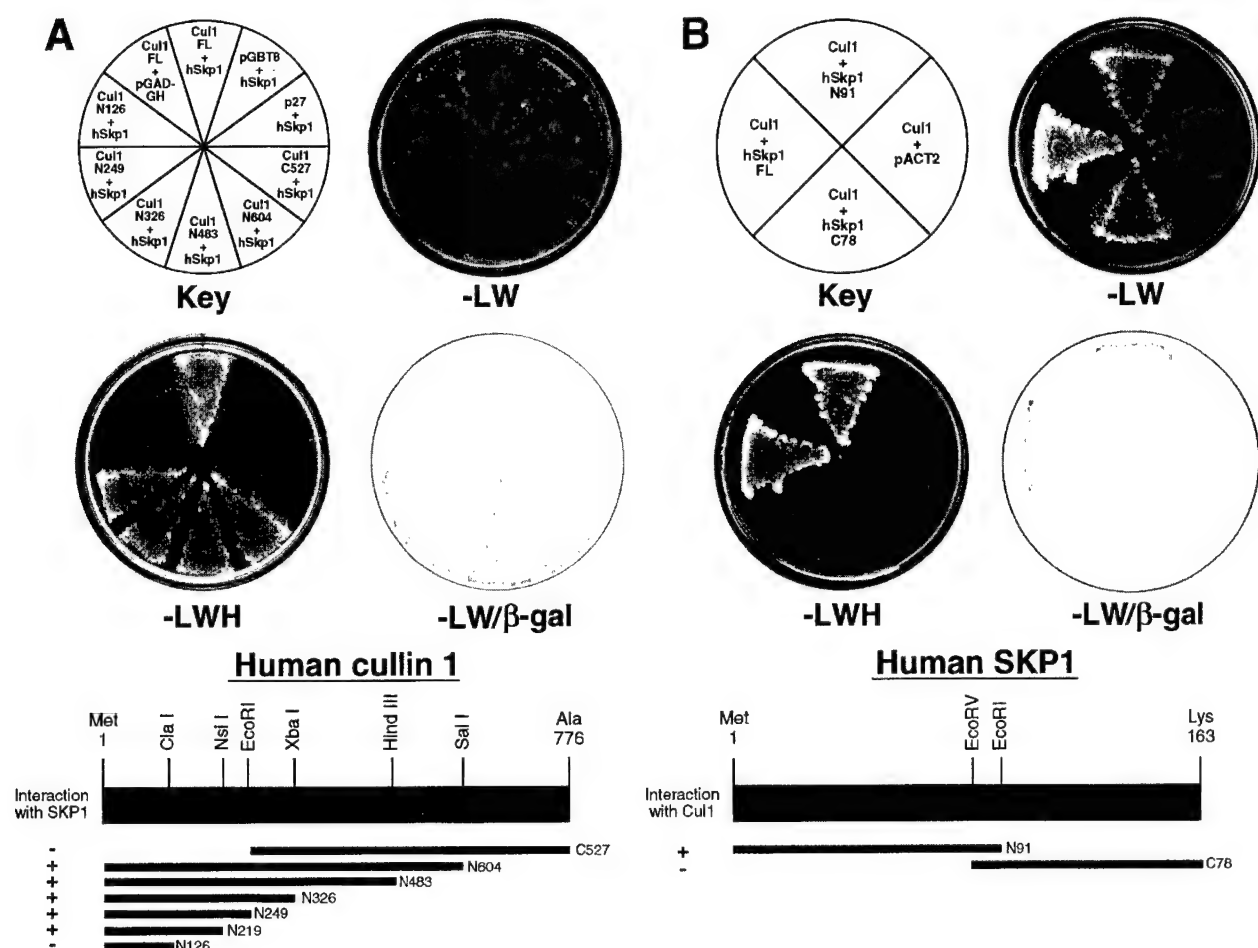 A
Cul1
FL
+
pGAD-
GH
Cul1
FL
+
hSkp1
pGBT8
+
hSkp1
p27
+
hSkp1
Cul1
C527
+
hSkp1
Cul1
N604
+
hSkp1
Cul1
N483
+
hSkp1
Cul1
N326
+
hSkp1
Cul1
N249
+
hSkp1
Cul1
N126
+
hSkp1
Key
-LW
-LWH
-LW/β-gal
Human cullin 1
Met
1
Cla I
Nsi I
EcoRI
Xba I
Hind III
Sal I
Ala
776
Interaction
with SKP1
- C527
+ N604
+ N483
+ N326
+ N249
+ N219
- N126
B
Cul1
+
hSkp1
N91
Cul1
+
pACT2
Cul1
+
hSkp1
C78
Cul1
+
hSkp1
FL
Key
-LW
-LWH
-LW/β-gal
Human SKP1
Met
1
EcoRV
EcoRI
Lys
163
Interaction
with Cul1
+ N91
- C78